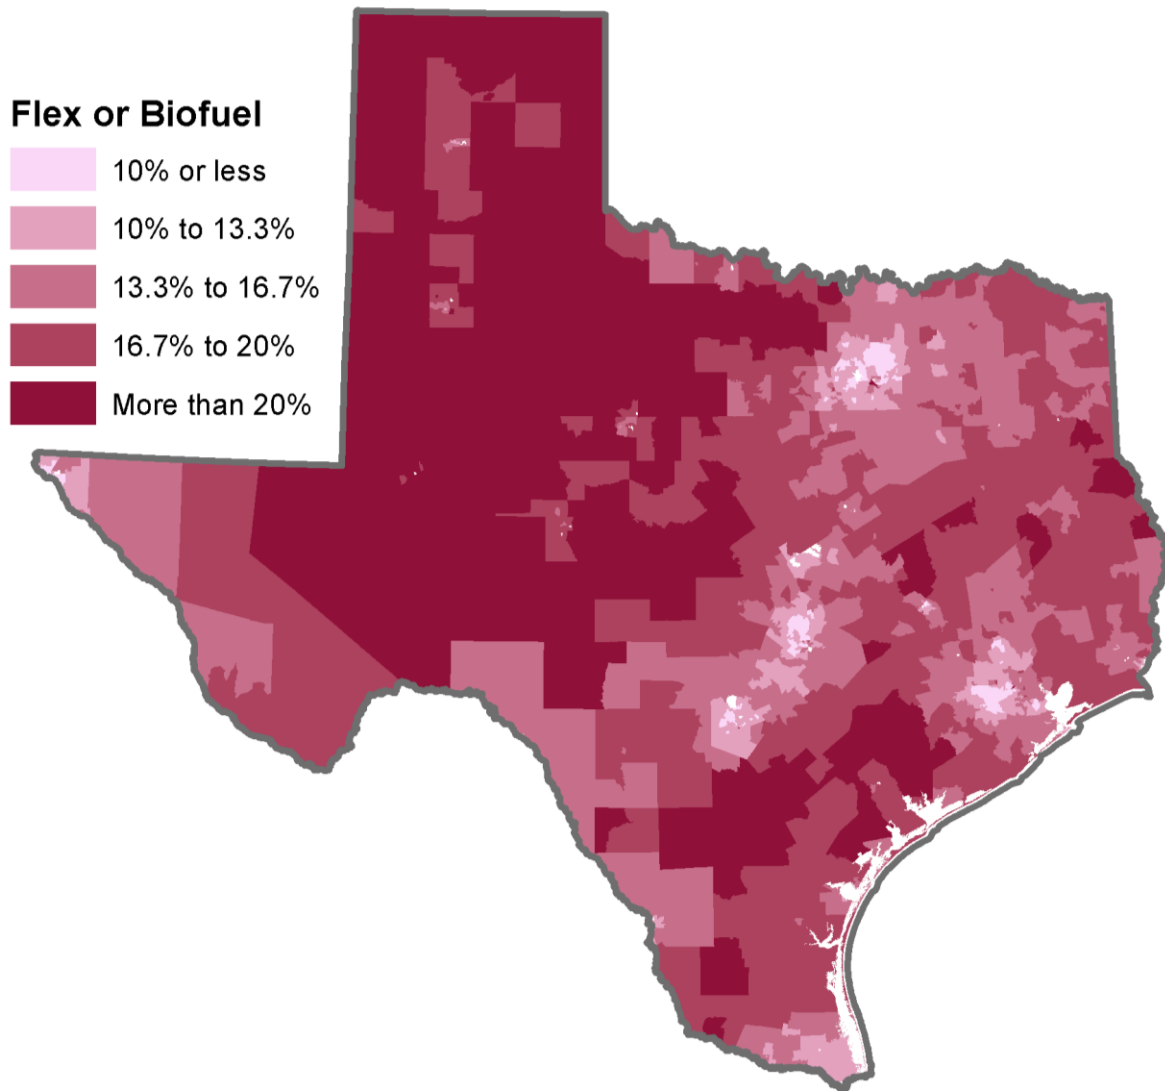 Flex or Biofuel
10% or less
10% to 13.3%
13.3% to 16.7%
16.7% to 20%
More than 20%